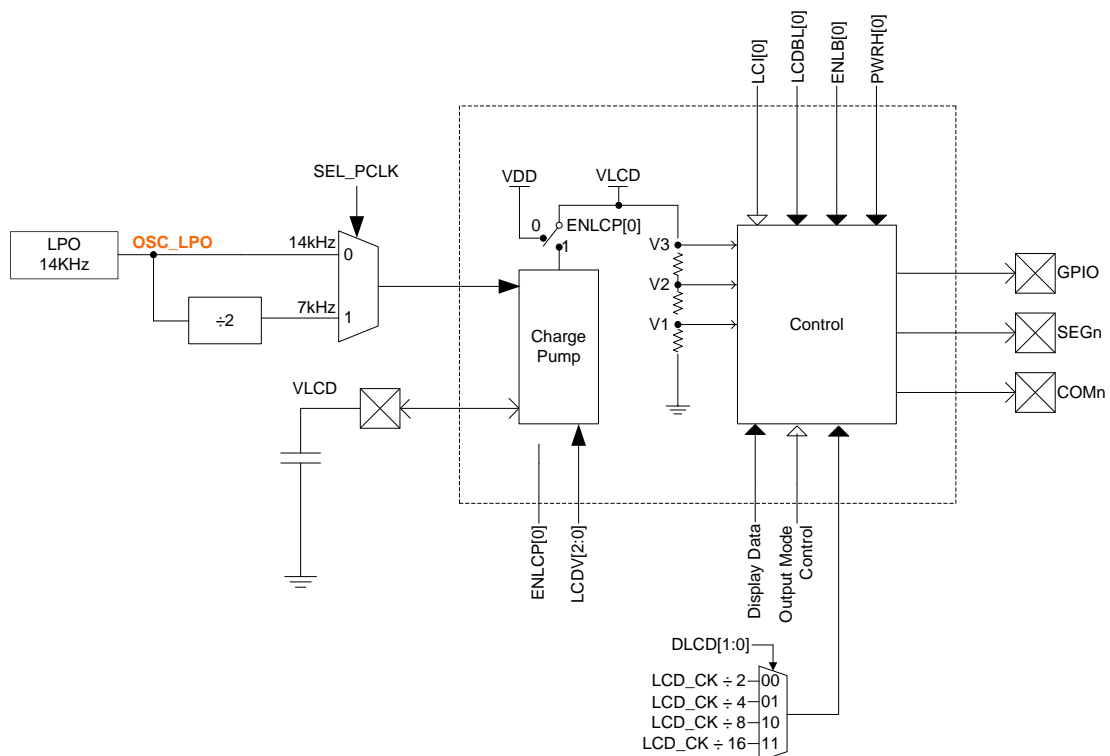 LCI[0]
LCDBL[0]
ENLB[0]
PWRH[0]
SEL_PCLK
VDD
VLCD
0
ENLCP[0]
1
LPO
14KHz
OSC_LPO
14kHz
0
÷2
7kHz
1
V3
V2
V1
Charge
Pump
Control
GPIO
SEGn
COMn
VLCD
ENLCP[0]
LCDV[2:0]
Display Data
Output Mode
Control
DLCD[1:0]
LCD_CK ÷ 2 00
LCD_CK ÷ 4 01
LCD_CK ÷ 8 10
LCD_CK ÷ 16 11